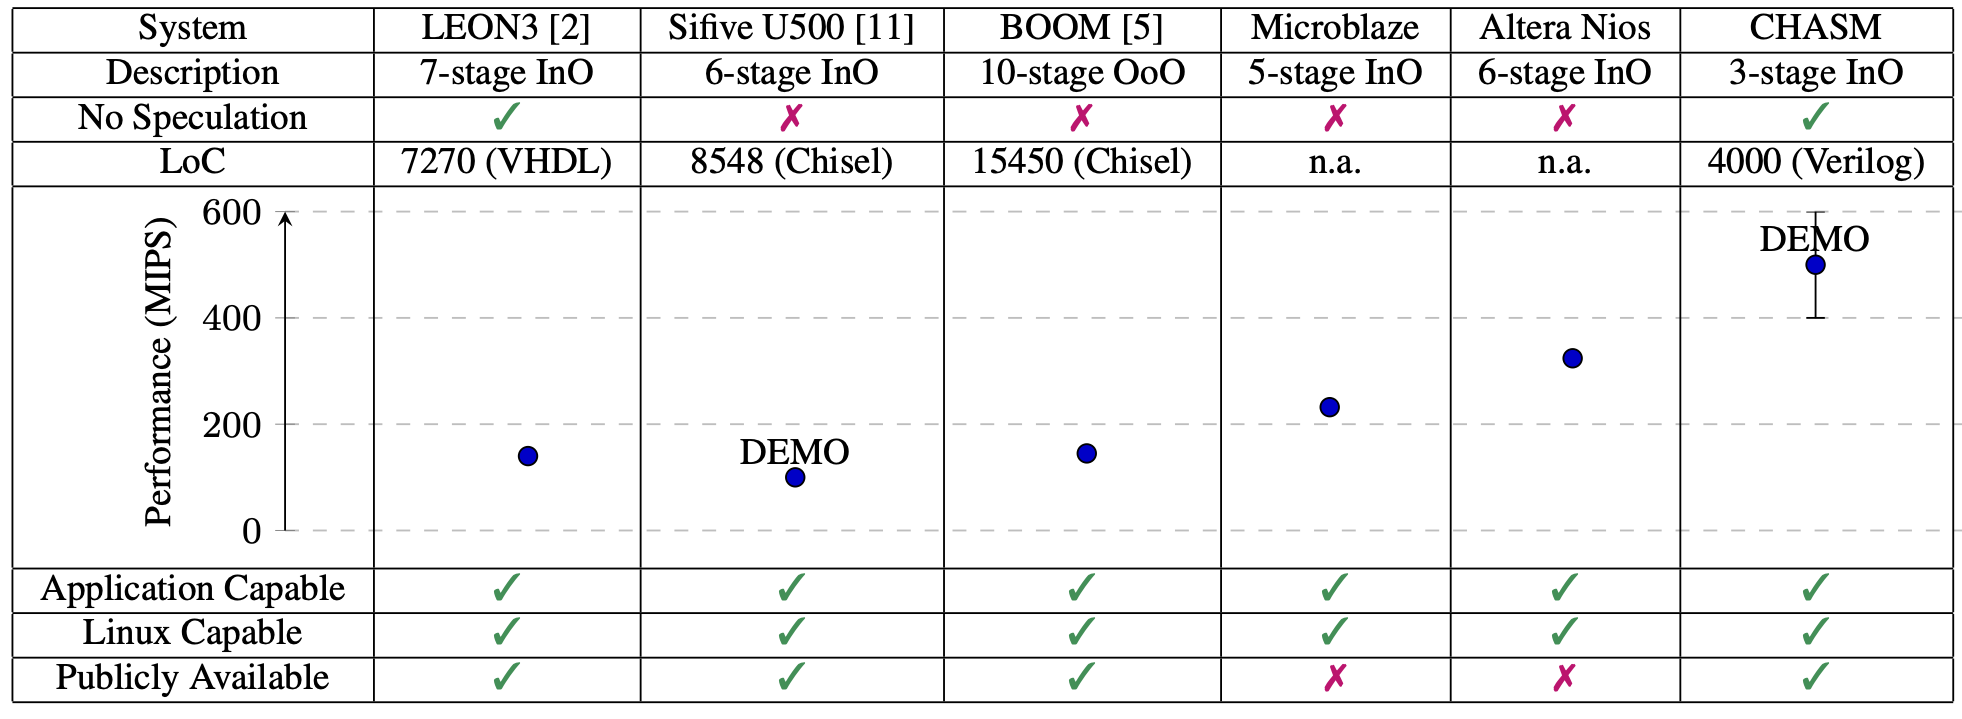 System LEON3 [2] Sifive U500 [11] BOOM [5] Microblaze Altera Nios CHASM
Description 7-stage InO 6-stage InO 10-stage OoO 5-stage InO 6-stage InO 3-stage InO
No Speculation ✓ ✗ ✗ ✗ ✗ ✓
LoC 7270 (VHDL) 8548 (Chisel) 15450 (Chisel) n.a. n.a. 4000 (Verilog)
Performance (MIPS)
600
DEMO
400
200
DEMO
0
Application Capable ✓ ✓ ✓ ✓ ✓ ✓
Linux Capable ✓ ✓ ✓ ✓ ✓ ✓
Publicly Available ✓ ✓ ✓ ✗ ✗ ✓